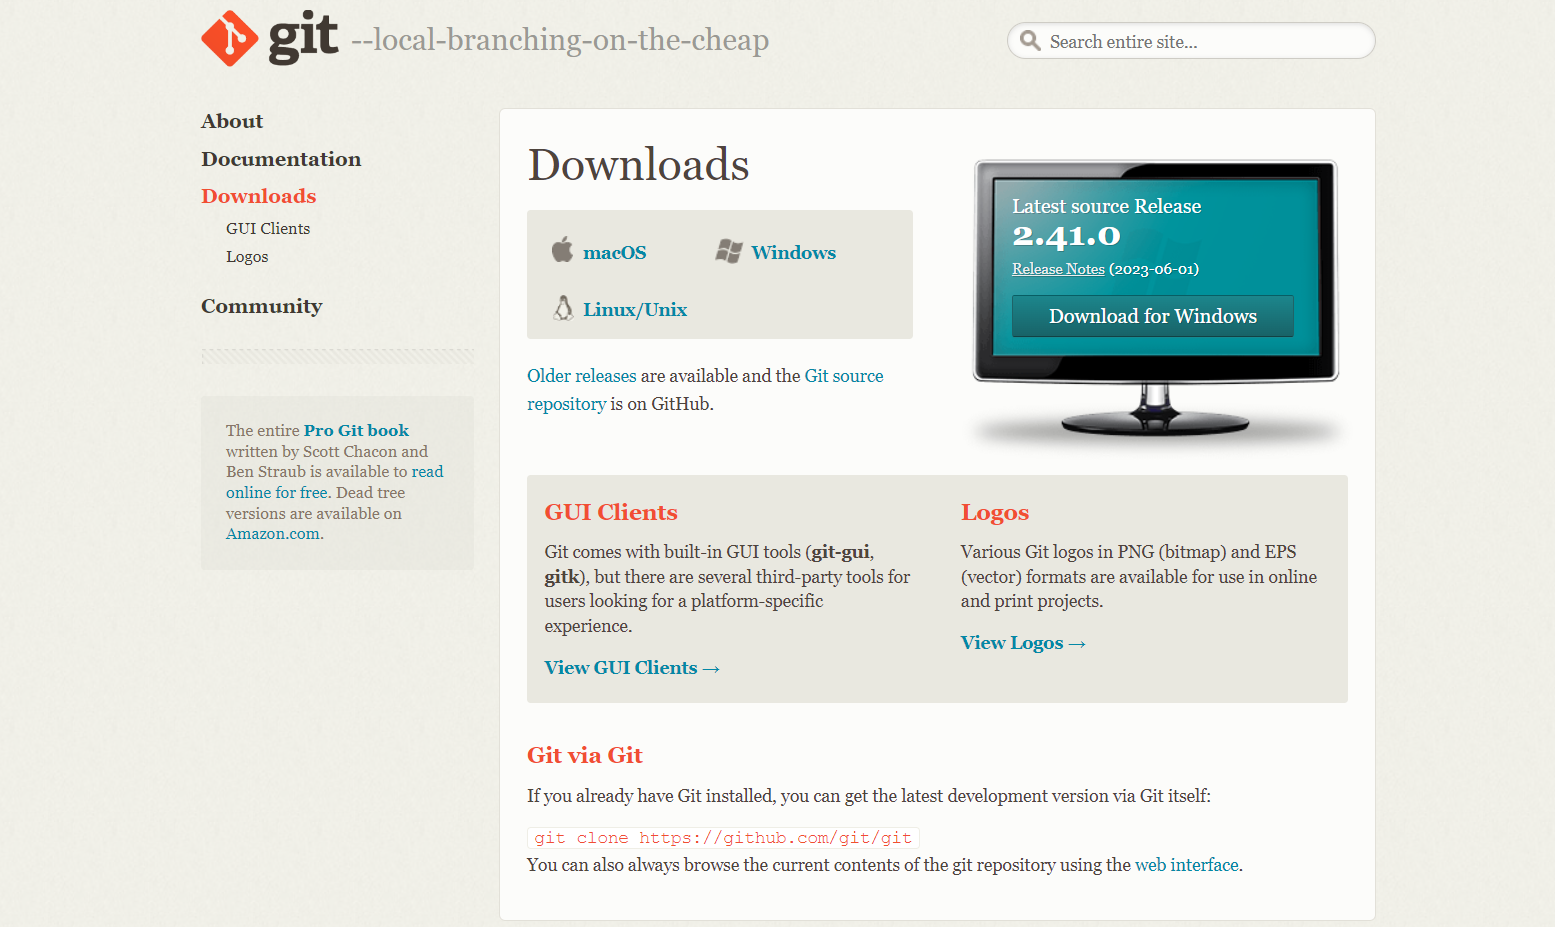 git --local-branching-on-the-cheap
Search entire site...
About
Documentation
Downloads
GUI Clients
Logos
Community
The entire Pro Git book
written by Scott Chacon and
Ben Straub is available to read
online for free. Dead tree
versions are available on
Amazon.com.
Downloads
macOS
Windows
Linux/Unix
Older releases are available and the Git source
repository is on GitHub.
Latest source Release
2.41.0
Release Notes (2023-06-01)
Download for Windows
GUI Clients
Git comes with built-in GUI tools (git-gui,
gitk), but there are several third-party tools for
users looking for a platform-specific
experience.
View GUI Clients →
Logos
Various Git logos in PNG (bitmap) and EPS
(vector) formats are available for use in online
and print projects.
View Logos →
Git via Git
If you already have Git installed, you can get the latest development version via Git itself:
git clone https://github.com/git/git
You can also always browse the current contents of the git repository using the web interface.